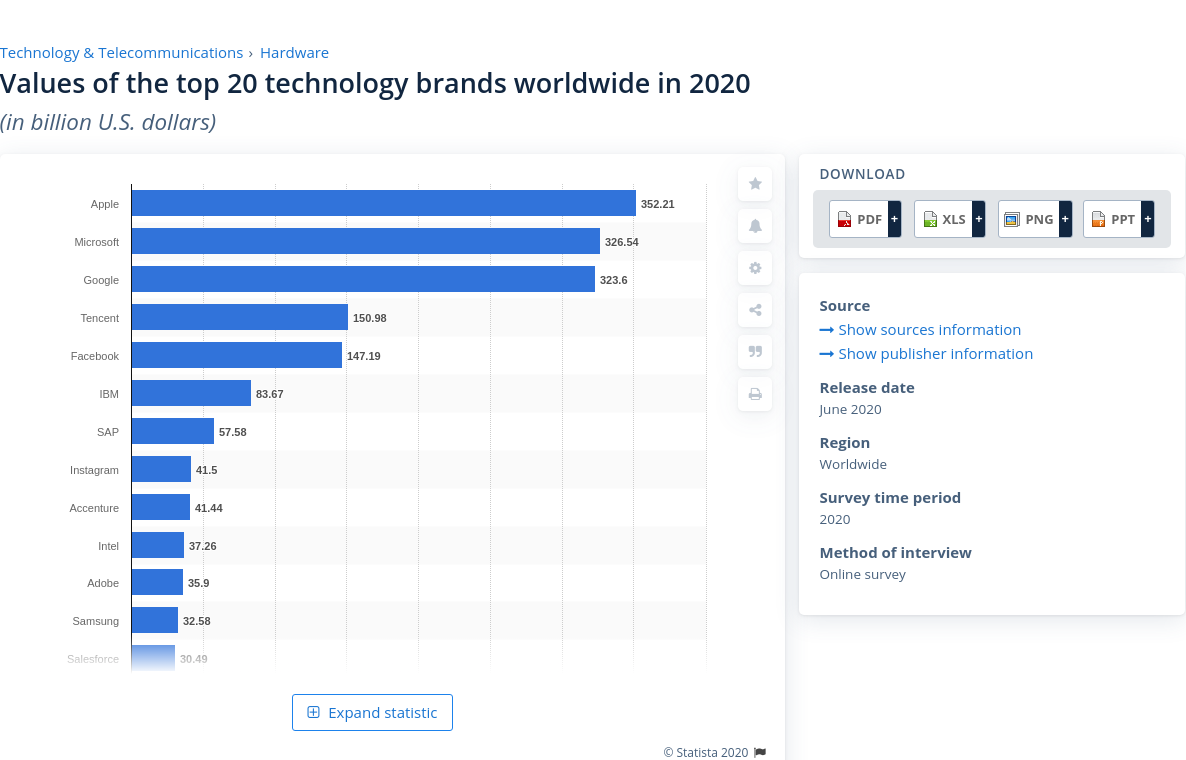 Technology & Telecommunications › Hardware
Values of the top 20 technology brands worldwide in 2020
(in billion U.S. dollars)
Apple 352.21
Microsoft 326.54
Google 323.6
Tencent 150.98
Facebook 147.19
IBM 83.67
SAP 57.58
Instagram 41.5
Accenture 41.44
Intel 37.26
Adobe 35.9
Samsung 32.58
Salesforce 30.49
Expand statistic
© Statista 2020
DOWNLOAD
PDF + XLS + PNG + PPT +
Source
Show sources information
Show publisher information
Release date
June 2020
Region
Worldwide
Survey time period
2020
Method of interview
Online survey